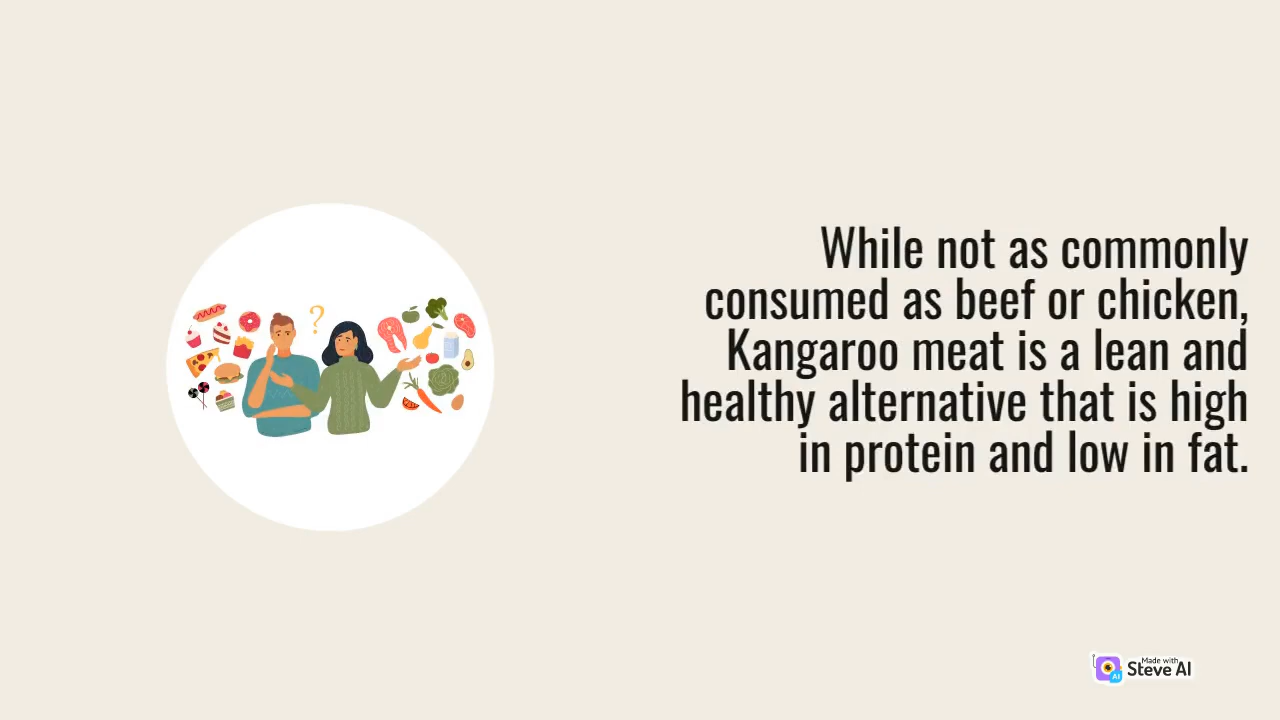 ?
While not as commonly
consumed as beef or chicken,
Kangaroo meat is a lean and
healthy alternative that is high
in protein and low in fat.
Made with
Steve AI
AI